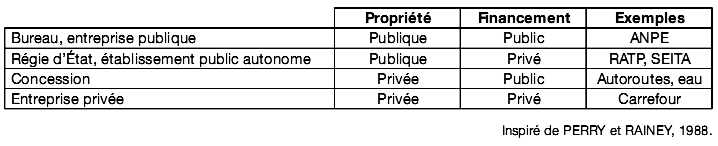 Propriété Financement Exemples
Bureau, entreprise publique Publique Public ANPE
Régie d'État, établissement public autonome Publique Privé RATP, SEITA
Concession Privée Public Autoroutes, eau
Entreprise privée Privée Privé Carrefour
Inspiré de PERRY et RAINEY, 1988.